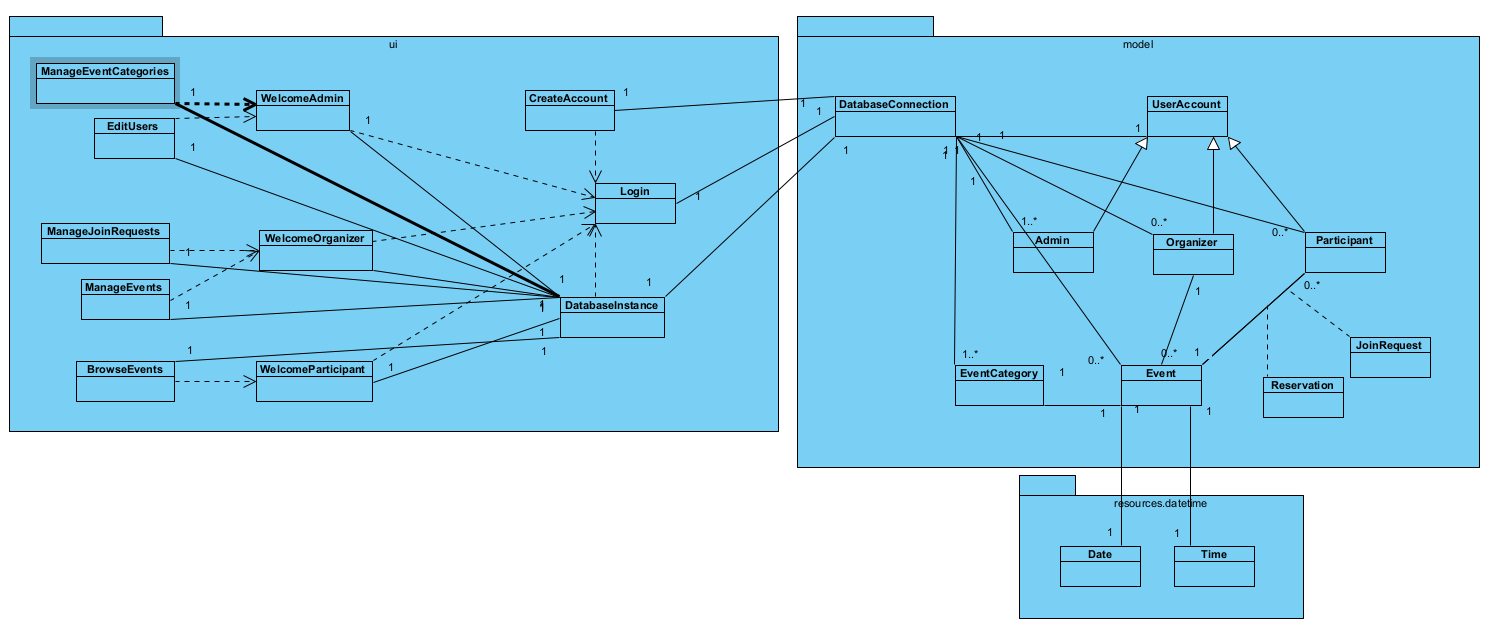 ui
ManageEventCategories
1
WelcomeAdmin
CreateAccount
1
EditUsers
1
1
Login
1
ManageJoinRequests
1
WelcomeOrganizer
ManageEvents
1
1
1
DatabaseInstance
1
1
1
1
BrowseEvents
WelcomeParticipant
1
model
1
1
DatabaseConnection
UserAccount
1
1
1
1
1
1
1
1..*
0..*
0..*
Admin
Organizer
Participant
1
0..*
JoinRequest
1..*
0..*
0..*
1
EventCategory
1
Event
Reservation
1
1
1
resources.datetime
1
1
Date
Time